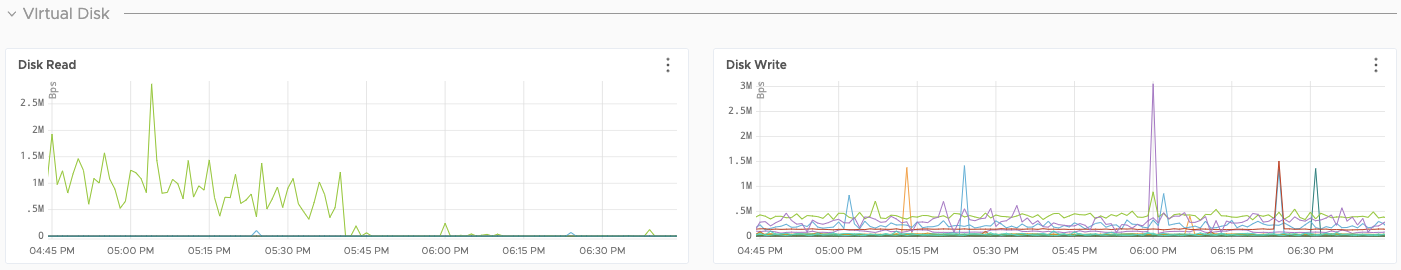 VIrtual Disk
Disk Read
Bps
2.5M
2M
1.5M
1M
.5M
0
04:45 PM 05:00 PM 05:15 PM 05:30 PM 05:45 PM 06:00 PM 06:15 PM 06:30 PM
Disk Write
Bps
3M
2.5M
2M
1.5M
1M
.5M
0
04:45 PM 05:00 PM 05:15 PM 05:30 PM 05:45 PM 06:00 PM 06:15 PM 06:30 PM